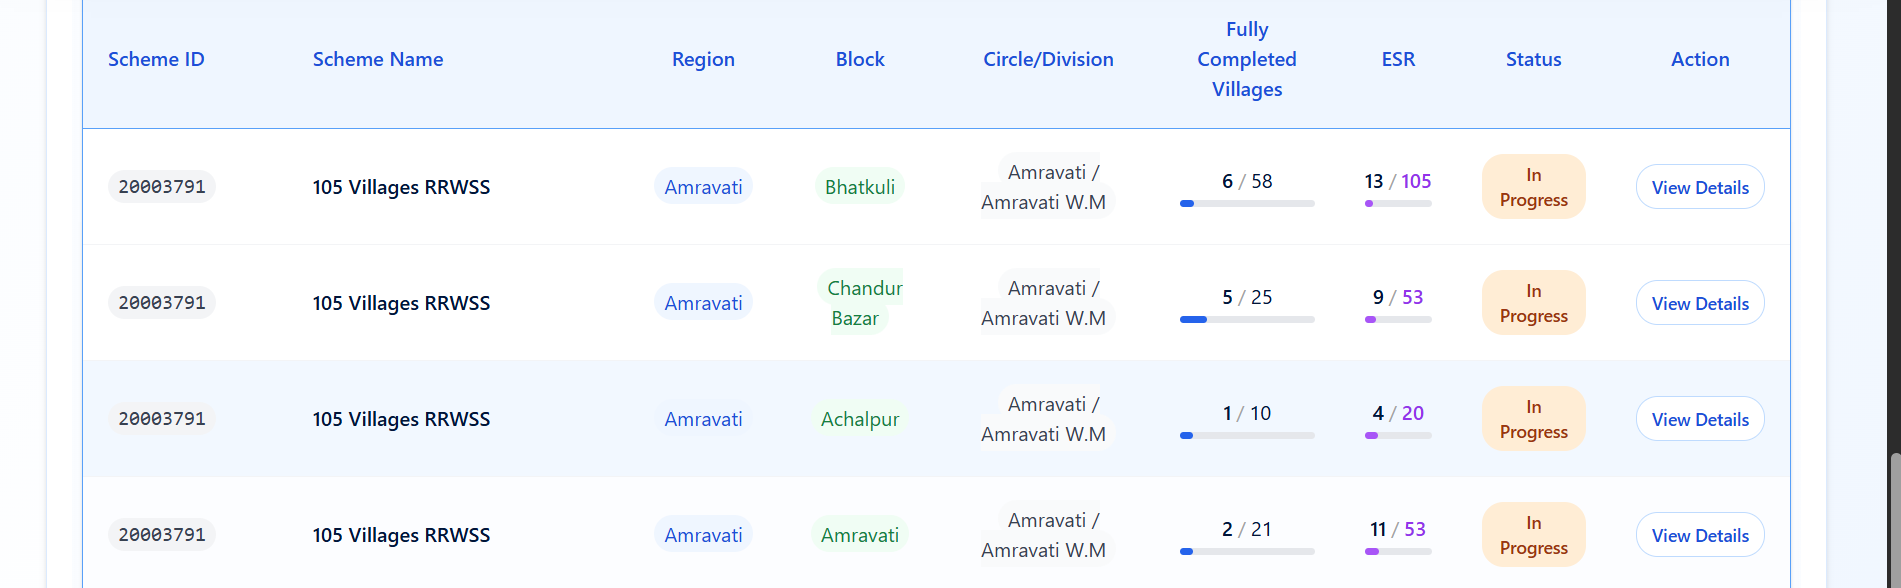 Scheme ID Scheme Name Region Block Circle/Division Fully Completed Villages ESR Status Action
20003791 105 Villages RRWSS Amravati Bhatkuli Amravati / Amravati W.M 6 / 58 13 / 105 In Progress View Details
20003791 105 Villages RRWSS Amravati Chandur Bazar Amravati / Amravati W.M 5 / 25 9 / 53 In Progress View Details
20003791 105 Villages RRWSS Amravati Achalpur Amravati / Amravati W.M 1 / 10 4 / 20 In Progress View Details
20003791 105 Villages RRWSS Amravati Amravati Amravati / Amravati W.M 2 / 21 11 / 53 In Progress View Details